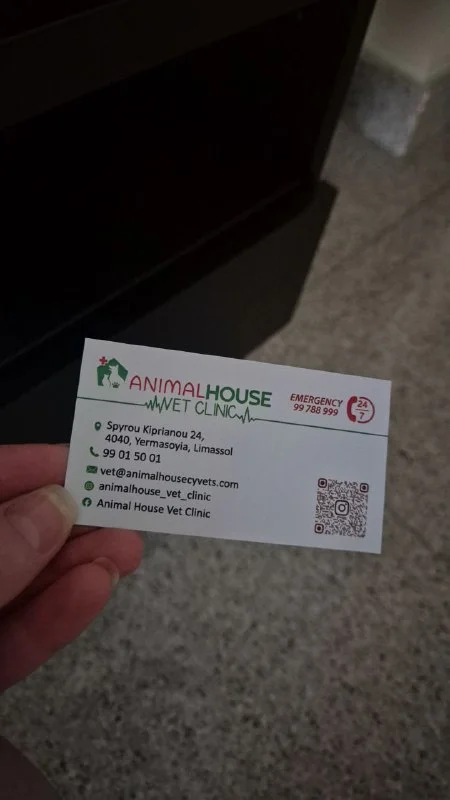 ANIMALHOUSE
VET CLINIC
EMERGENCY
99 788 999
24
7
Spyrou Kiprianou 24,
4040, Yermasoyia, Limassol
99 01 50 01
vet@animalhousecyvets.com
animalhouse_vet_clinic
Animal House Vet Clinic